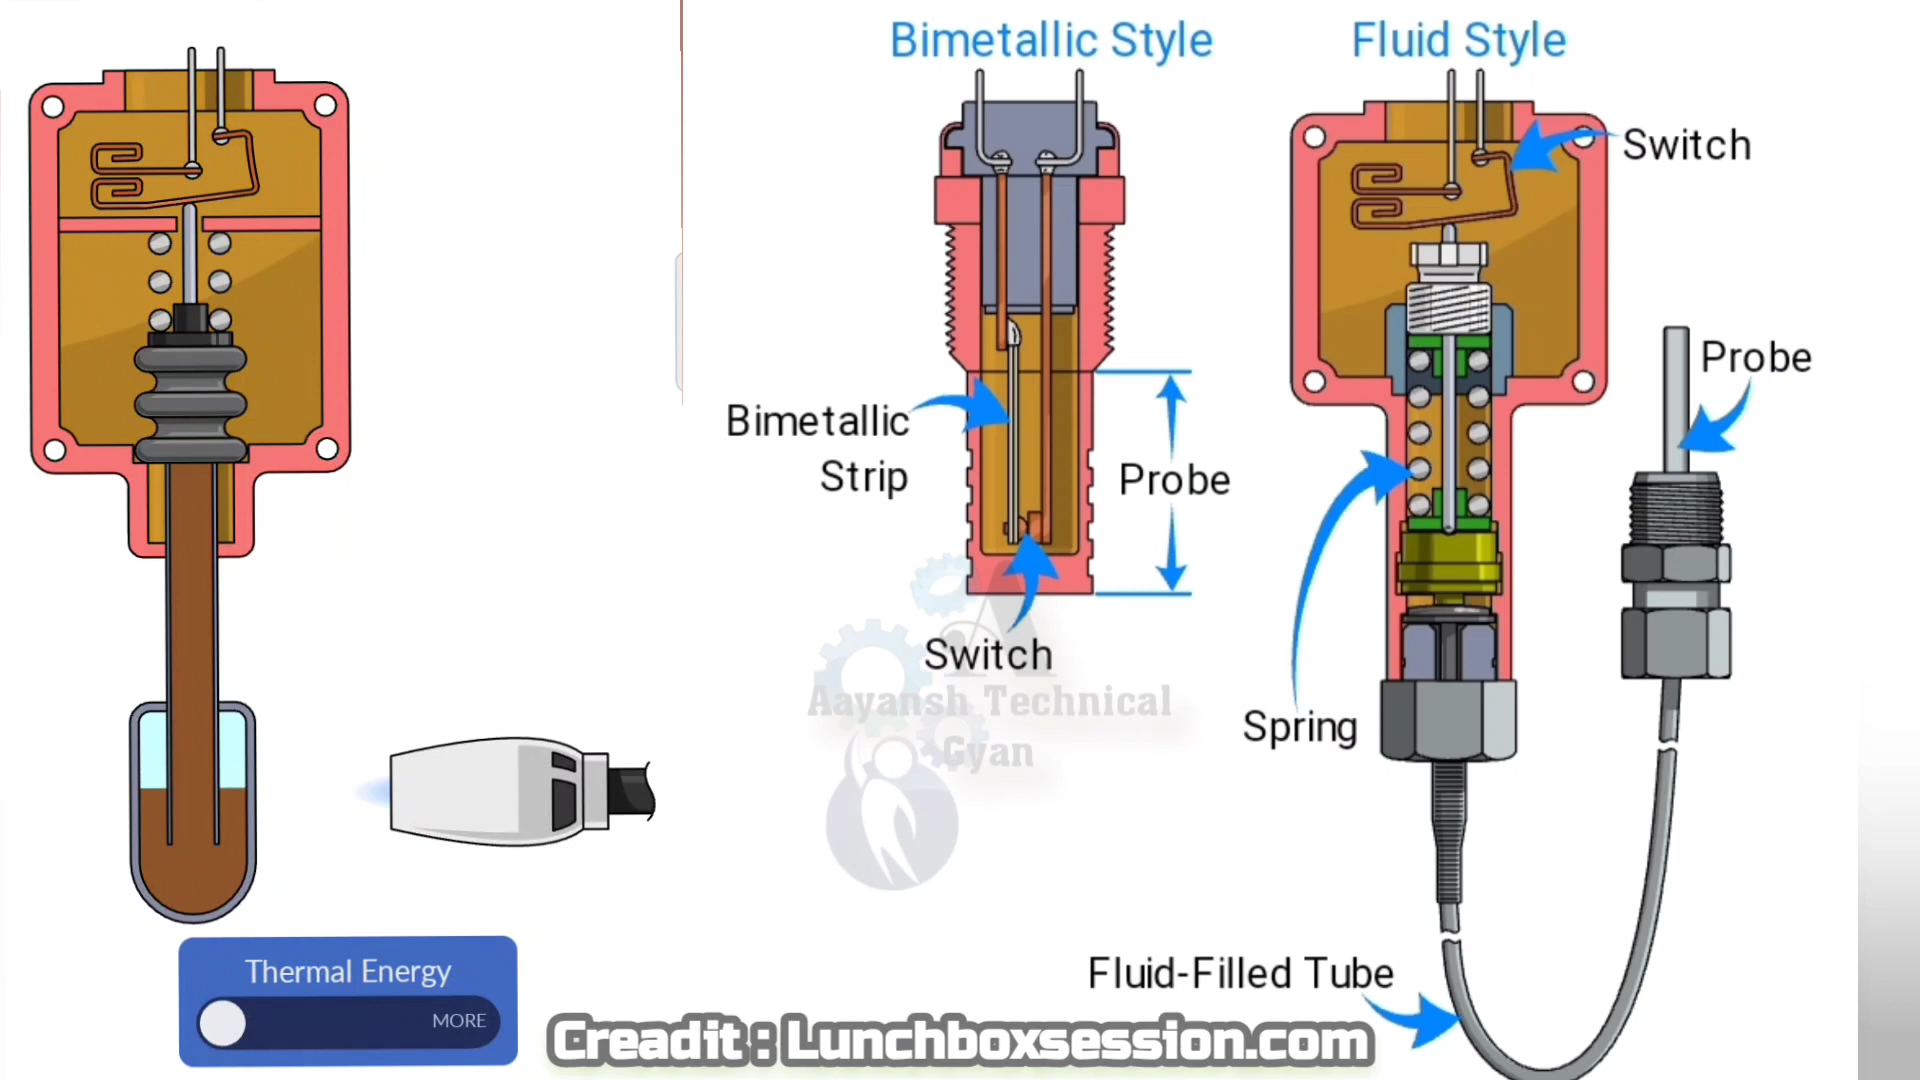 Bimetallic Style
Fluid Style
Switch
Probe
Bimetallic
Strip
Probe
Switch
Aayansh Technical
Gyan
Spring
Fluid-Filled Tube
Thermal Energy
MORE
Creadit : Lunchboxsession.com